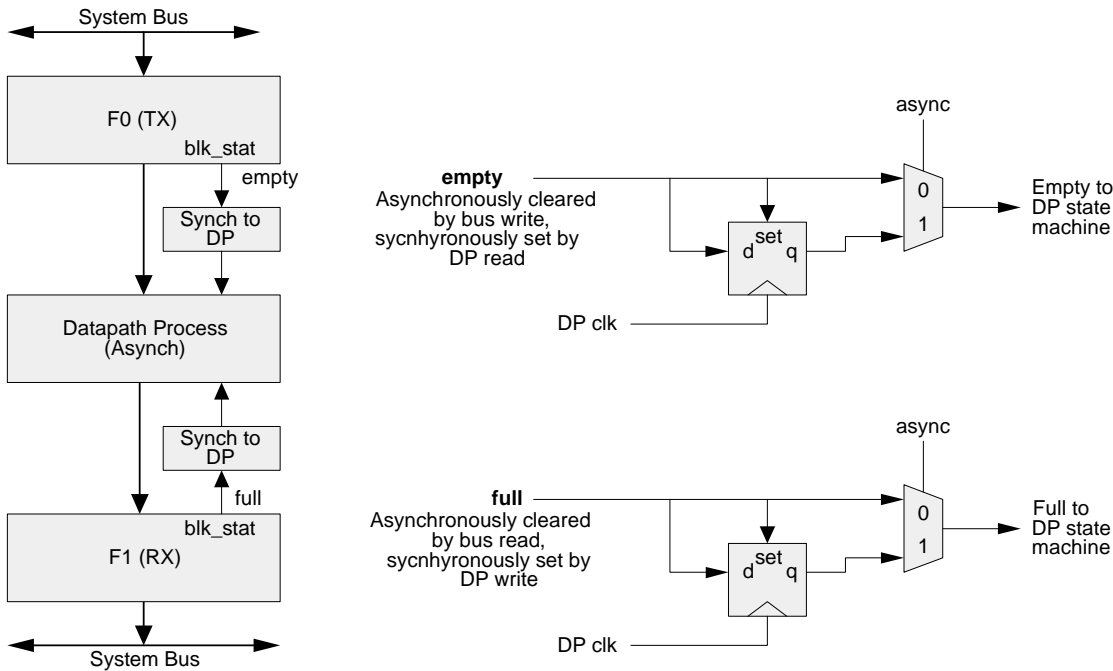 System Bus
F0 (TX)
blk_stat
empty
Synch to
DP
Datapath Process
(Asynch)
Synch to
DP
full
blk_stat
F1 (RX)
System Bus
async
empty
Asynchronously cleared
by bus write,
sycnhyronously set by
DP read
set
d
q
DP clk
0
1
Empty to
DP state
machine
async
full
Asynchronously cleared
by bus read,
sycnhyronously set by
DP write
set
d
q
DP clk
0
1
Full to
DP state
machine